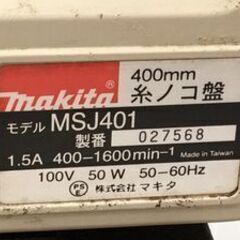 400mm
makita 糸ノコ盤
モデル MSJ401
製番 027568
1.5A 400-1600min⁻¹ Made in Taiwan
100V 50W 50-60Hz
PSE 株式会社マキタ